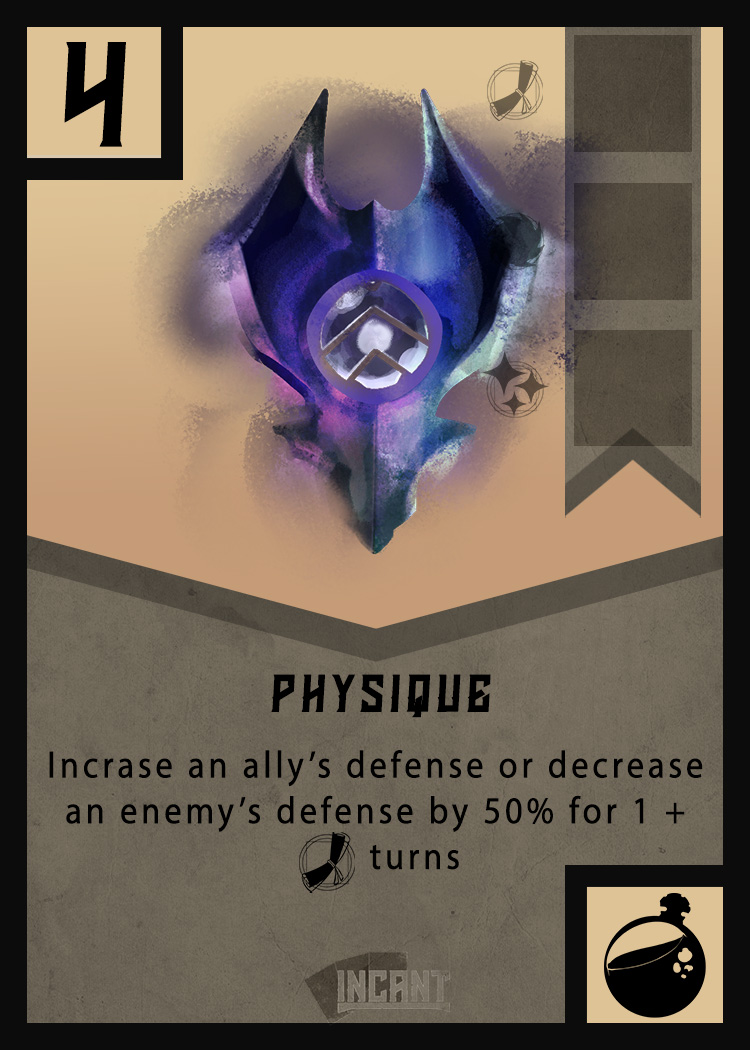 4
PHYSIQUE
Incrase an ally’s defense or decrease
an enemy’s defense by 50% for 1 +
turns
INCANT